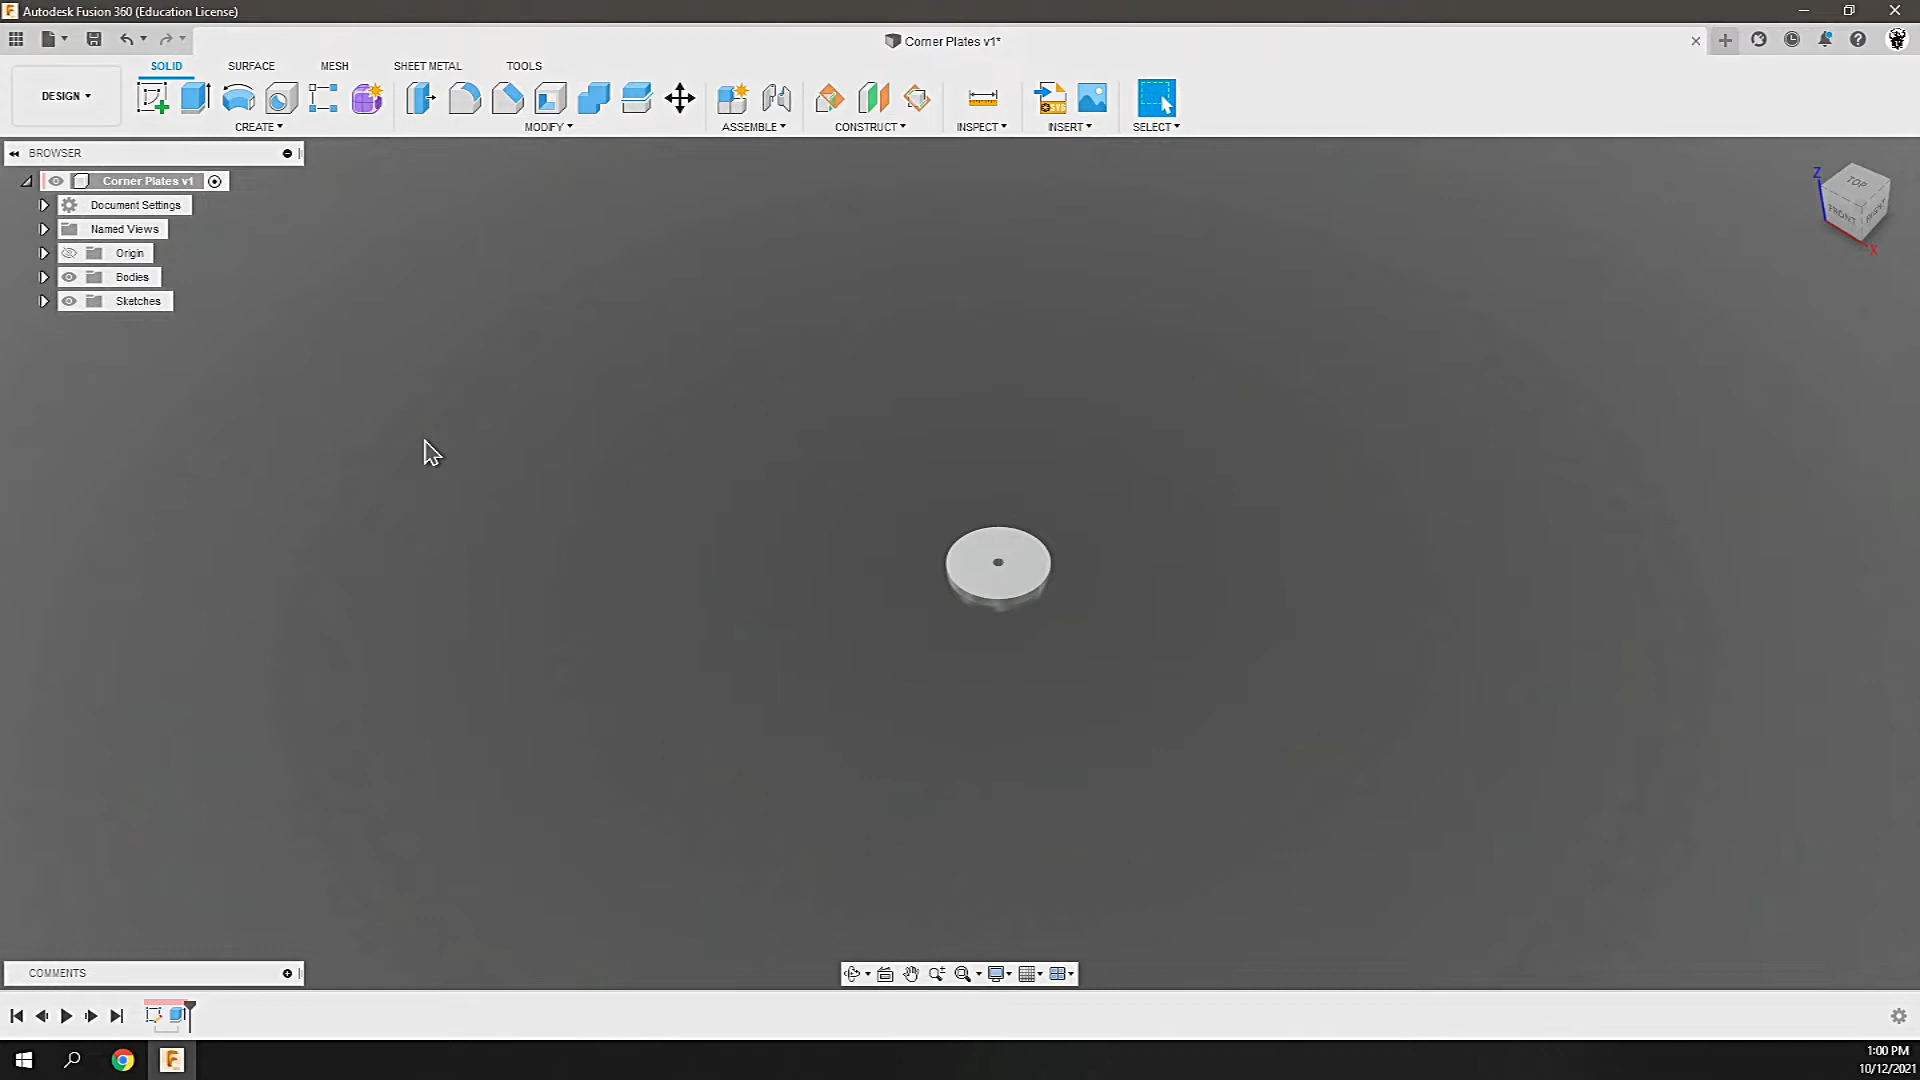 Autodesk Fusion 360 (Education License)
Corner Plates v1*
SOLID
SURFACE
MESH
SHEET METAL
TOOLS
DESIGN
CREATE
MODIFY
ASSEMBLE
CONSTRUCT
INSPECT
INSERT
SELECT
BROWSER
Corner Plates v1
Document Settings
Named Views
Origin
Bodies
Sketches
Z
TOP
FRONT
RIGHT
X
COMMENTS
1:00 PM
10/12/2021